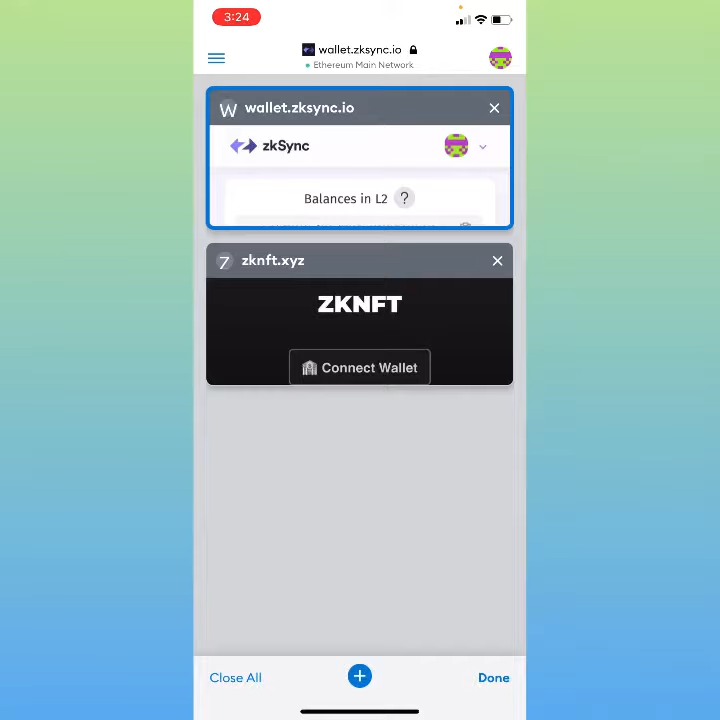 3:24
wallet.zksync.io
Ethereum Main Network
W wallet.zksync.io
zkSync
Balances in L2 ?
Z zknft.xyz
ZKNFT
Connect Wallet
Close All
Done